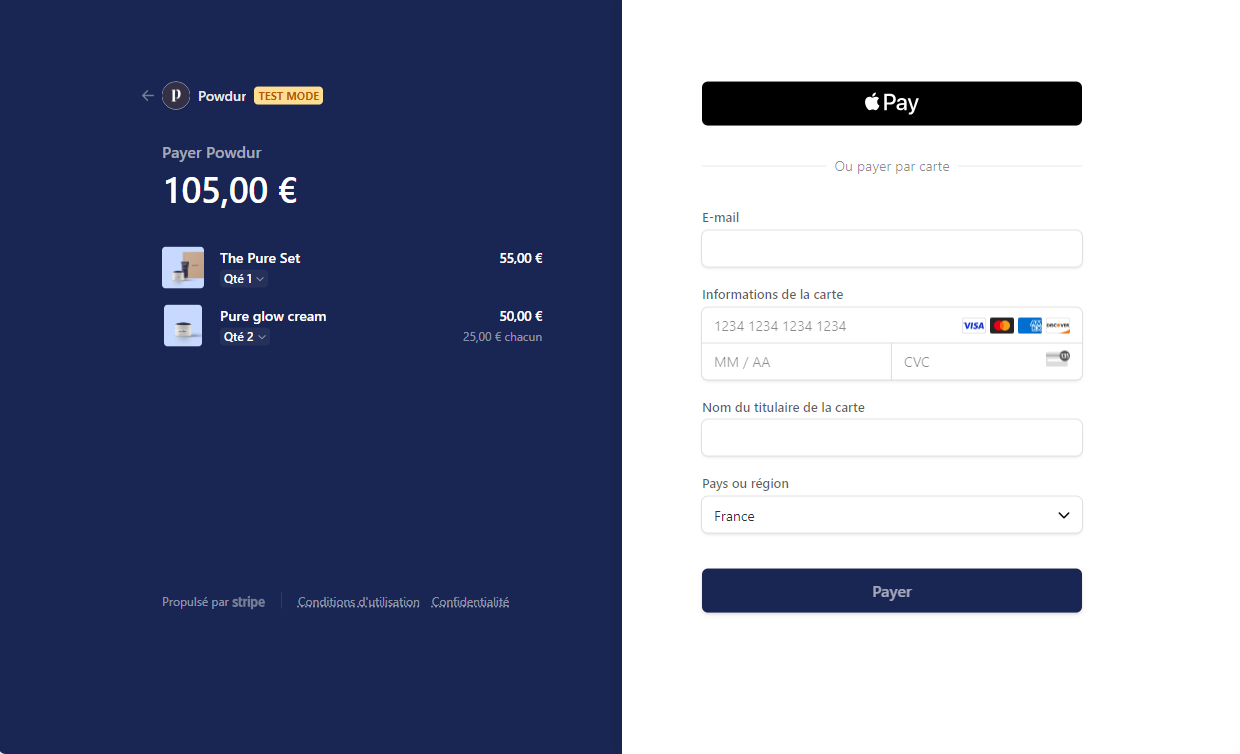 Powdur TEST MODE
Payer Powdur
105,00 €
The Pure Set 55,00 €
Qté 1
Pure glow cream 50,00 €
Qté 2 25,00 € chacun
Propulsé par stripe Conditions d'utilisation Confidentialité
Pay
Ou payer par carte
E-mail
Informations de la carte
1234 1234 1234 1234 VISA DISCOVER
MM / AA CVC
Nom du titulaire de la carte
Pays ou région
France
Payer